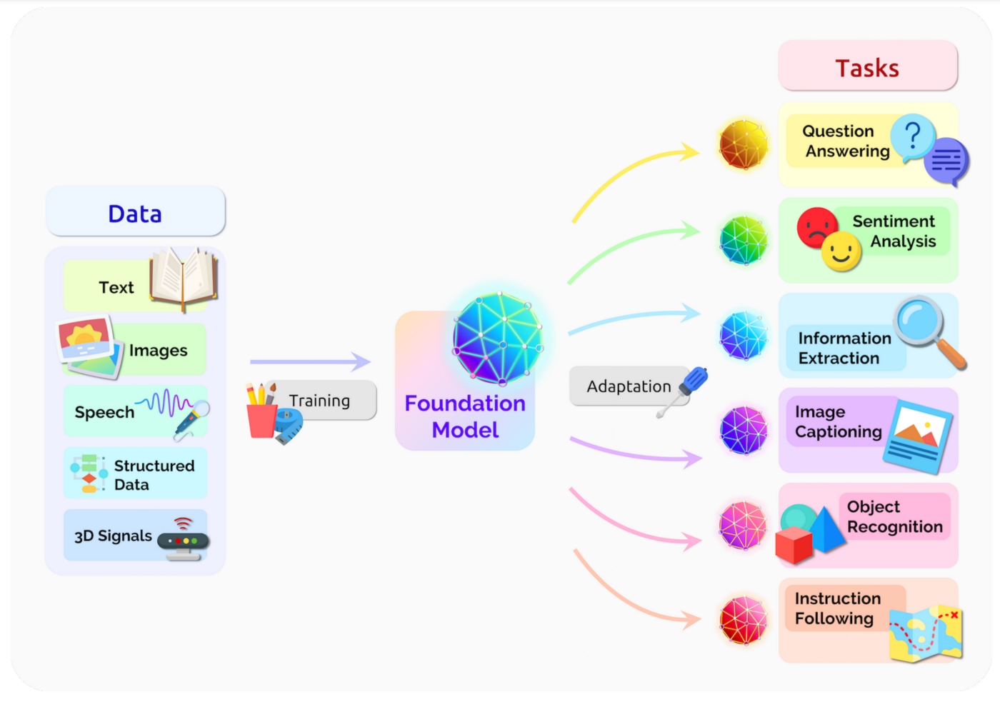 Data
Text
Images
Speech
Structured
Data
3D Signals
Training
Foundation
Model
Adaptation
Tasks
Question
Answering
?
Sentiment
Analysis
Information
Extraction
Image
Captioning
Object
Recognition
Instruction
Following